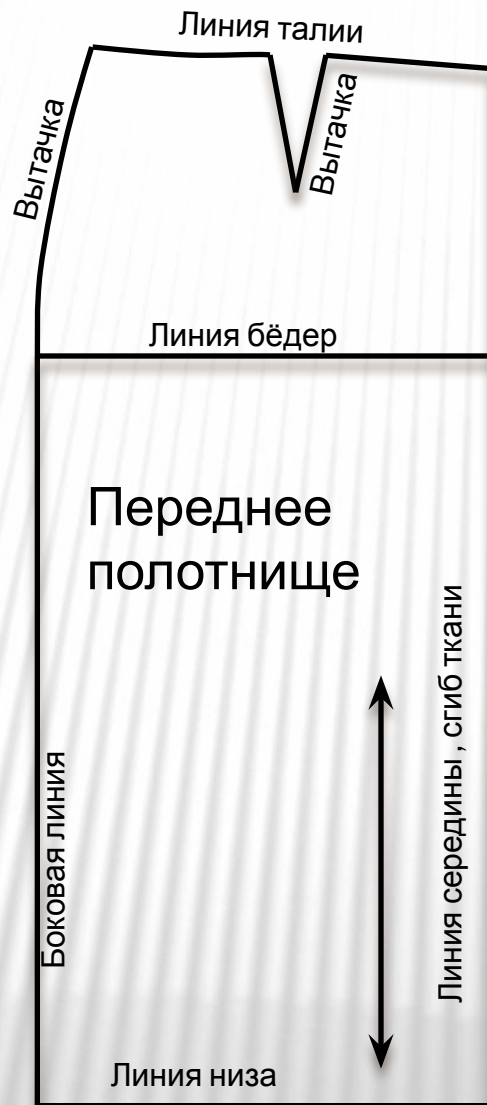 Линия талии
Вытачка
Вытачка
Линия бёдер
Переднее
полотнище
Линия середины , сгиб ткани
Боковая линия
Линия низа